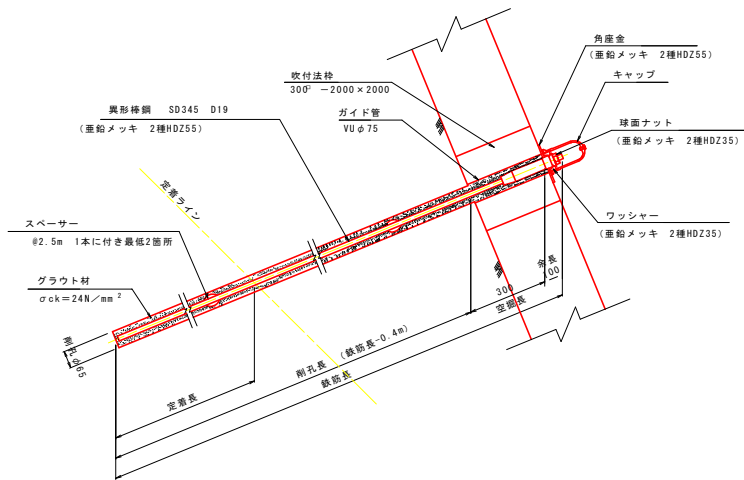 角座金
(亜鉛メッキ 2種HDZ55)
吹付法枠
300□ －2000×2000
キャップ
異形棒鋼 SD345 D19
(亜鉛メッキ 2種HDZ55)
ガイド管
VUφ75
球面ナット
(亜鉛メッキ 2種HDZ35)
定着ライン
スペーサー
@2.5m 1本に付き最低2箇所
ワッシャー
(亜鉛メッキ 2種HDZ35)
グラウト材
σck＝24N／mm²
余長
100
300
空掘長
削孔φ65
削孔長 (鉄筋長-0.4m)
定着長
鉄筋長